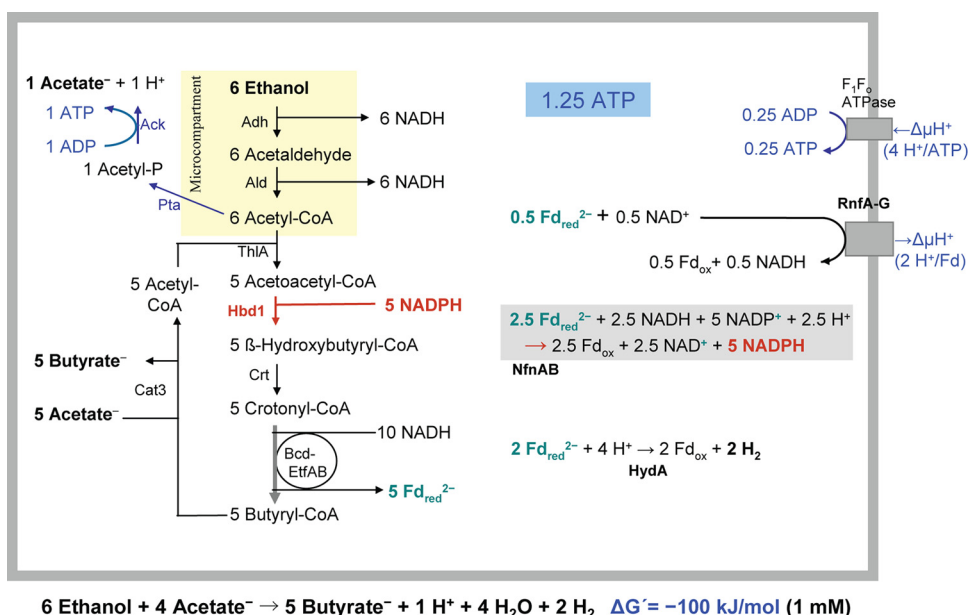 1 Acetate⁻ + 1 H⁺
1 ATP
Ack
1 ADP
1 Acetyl-P
Pta
Microcompartment
6 Ethanol
Adh
6 NADH
6 Acetaldehyde
Ald
6 NADH
6 Acetyl-CoA
ThlA
5 Acetyl-
CoA
5 Acetoacetyl-CoA
Hbd1
5 NADPH
5 ß-Hydroxybutyryl-CoA
5 Butyrate⁻
Crt
Cat3
5 Acetate⁻
5 Crotonyl-CoA
10 NADH
Bcd-
EtfAB
5 Fdred²⁻
5 Butyryl-CoA
1.25 ATP
F₁Fₒ
ATPase
0.25 ADP
0.25 ATP
←ΔμH⁺
(4 H⁺/ATP)
RnfA-G
0.5 Fdred²⁻ + 0.5 NAD⁺
0.5 Fdox + 0.5 NADH
→ΔμH⁺
(2 H⁺/Fd)
2.5 Fdred²⁻ + 2.5 NADH + 5 NADP⁺ + 2.5 H⁺
→ 2.5 Fdox + 2.5 NAD⁺ + 5 NADPH
NfnAB
2 Fdred²⁻ + 4 H⁺ → 2 Fdox + 2 H₂
HydA
6 Ethanol + 4 Acetate⁻ → 5 Butyrate⁻ + 1 H⁺ + 4 H₂O + 2 H₂ ΔG´= −100 kJ/mol (1 mM)